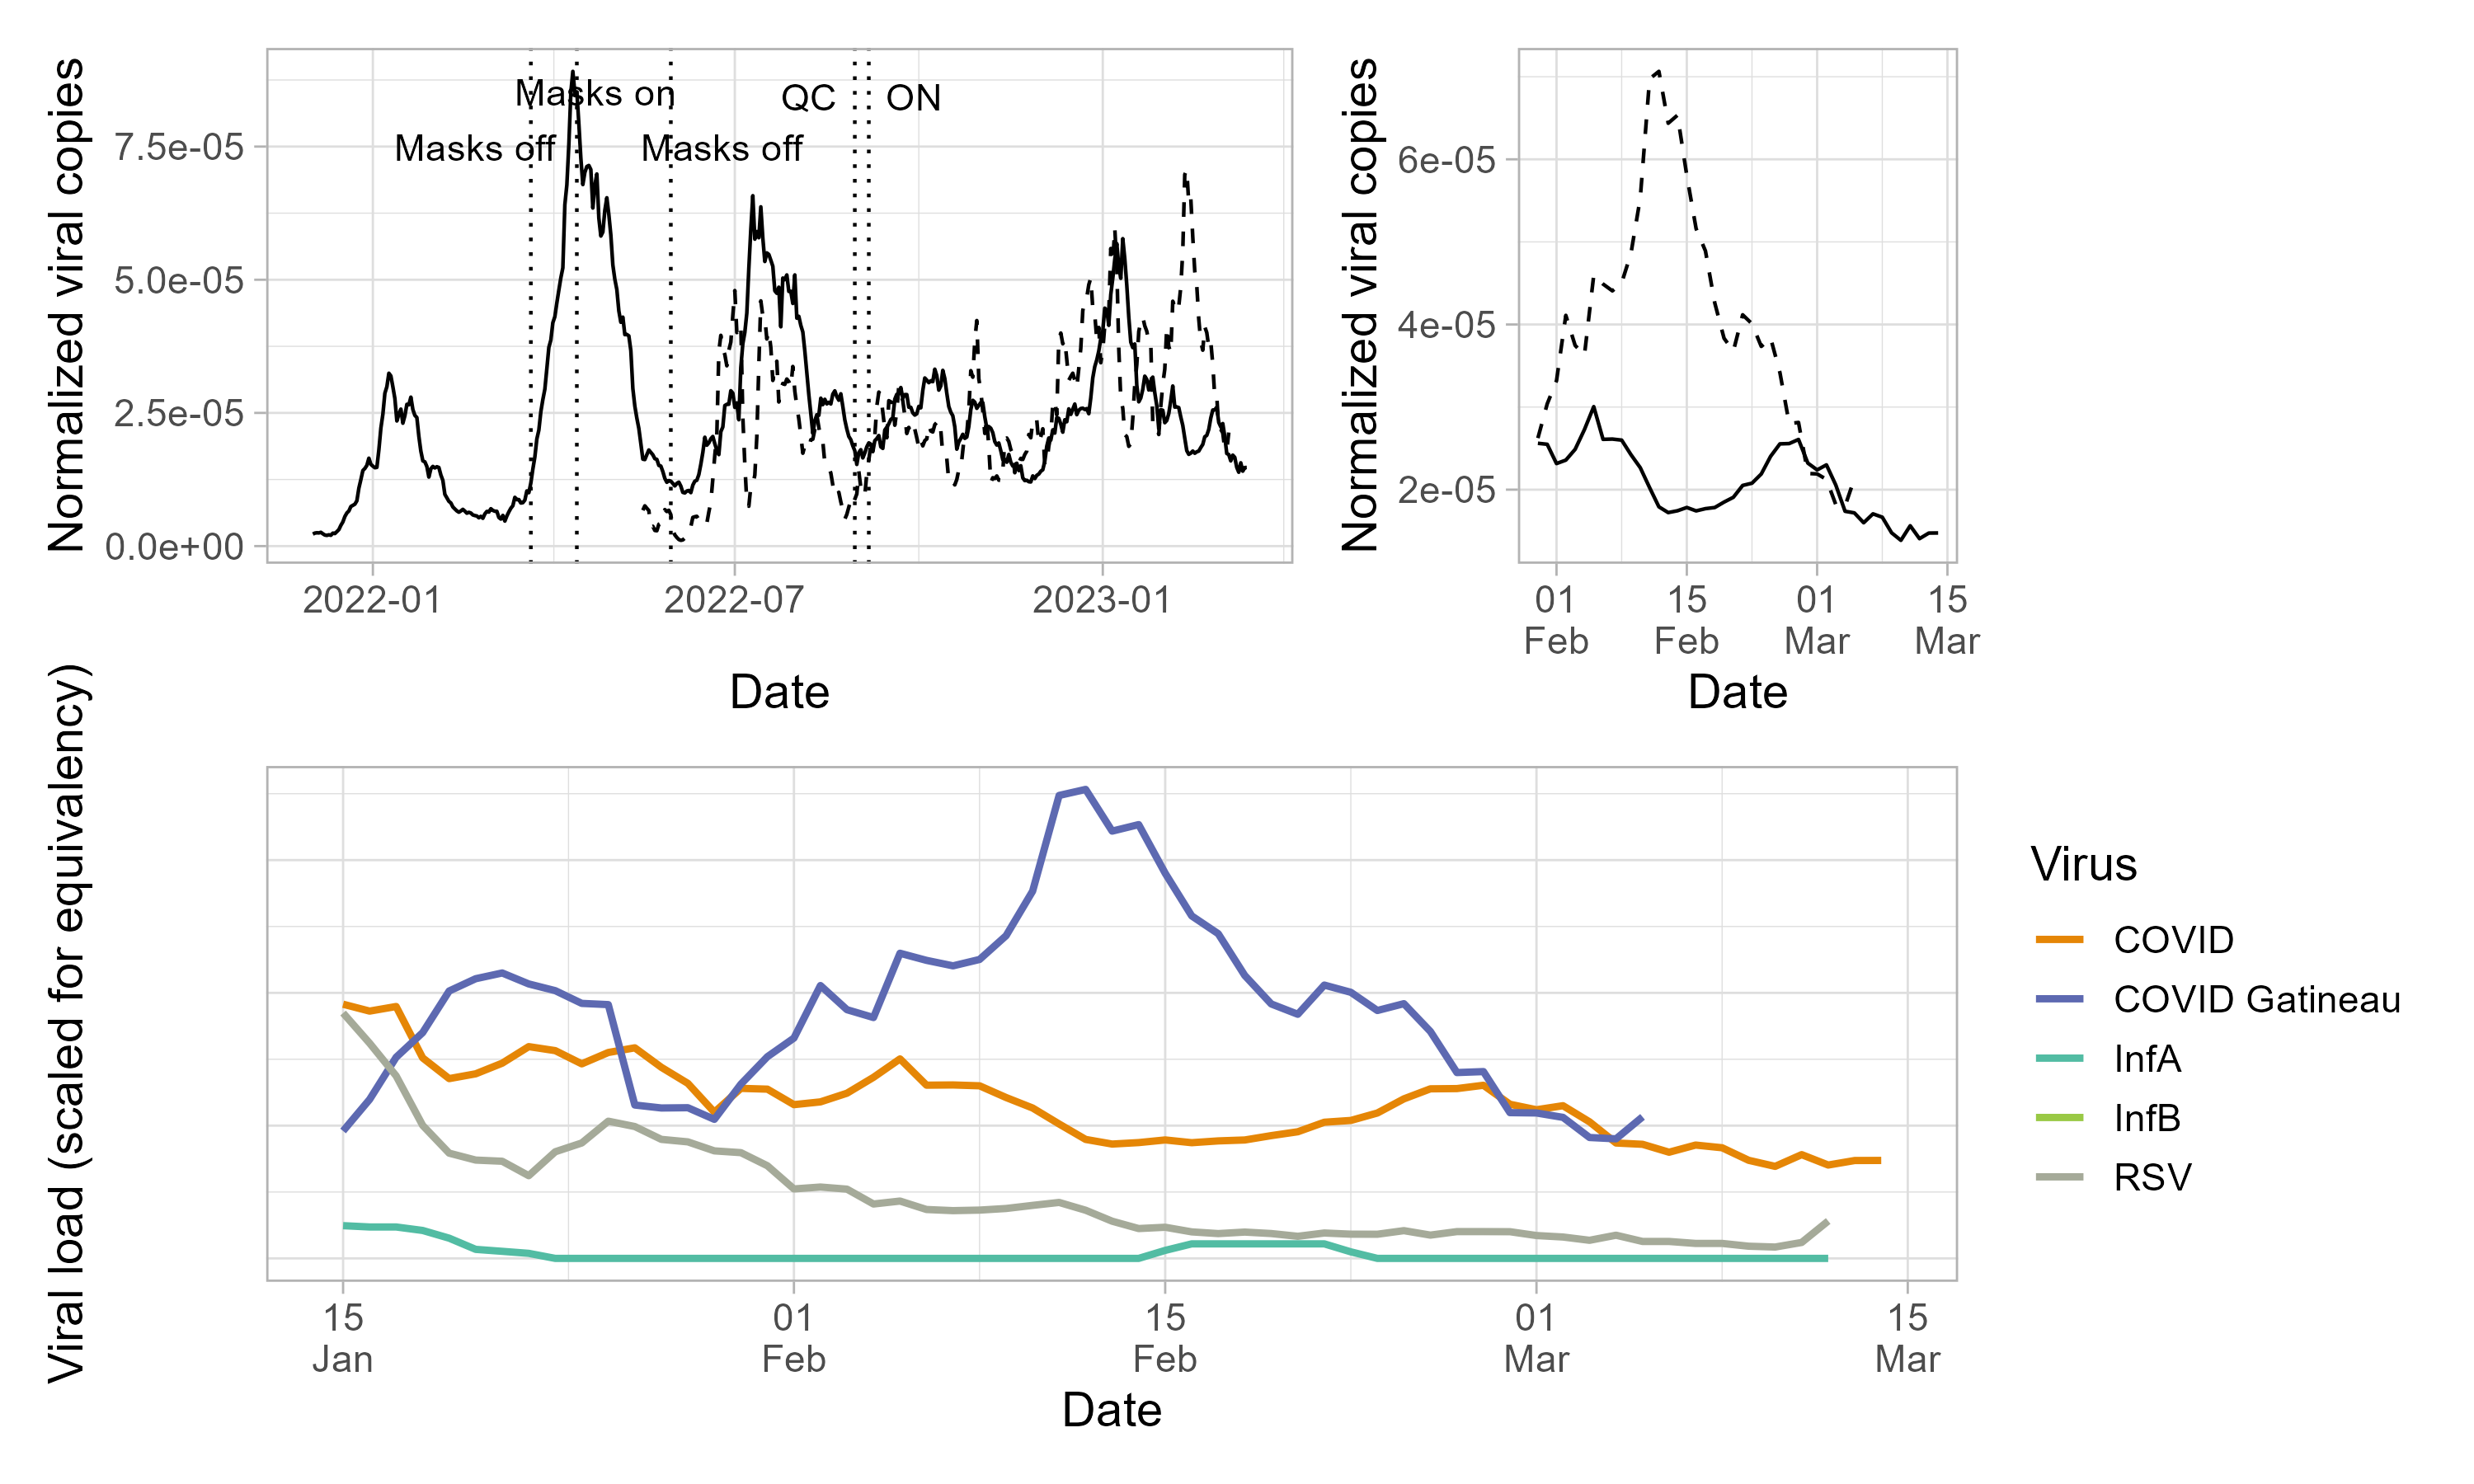 Normalized viral copies
7.5e-05
5.0e-05
2.5e-05
0.0e+00
Masks on
Masks off
Masks off
QC
ON
2022-01
2022-07
2023-01
Date
Normalized viral copies
6e-05
4e-05
2e-05
01
Feb
15
Feb
01
Mar
15
Mar
Date
Viral load (scaled for equivalency)
15
Jan
01
Feb
15
Feb
01
Mar
15
Mar
Date
Virus
COVID
COVID Gatineau
InfA
InfB
RSV